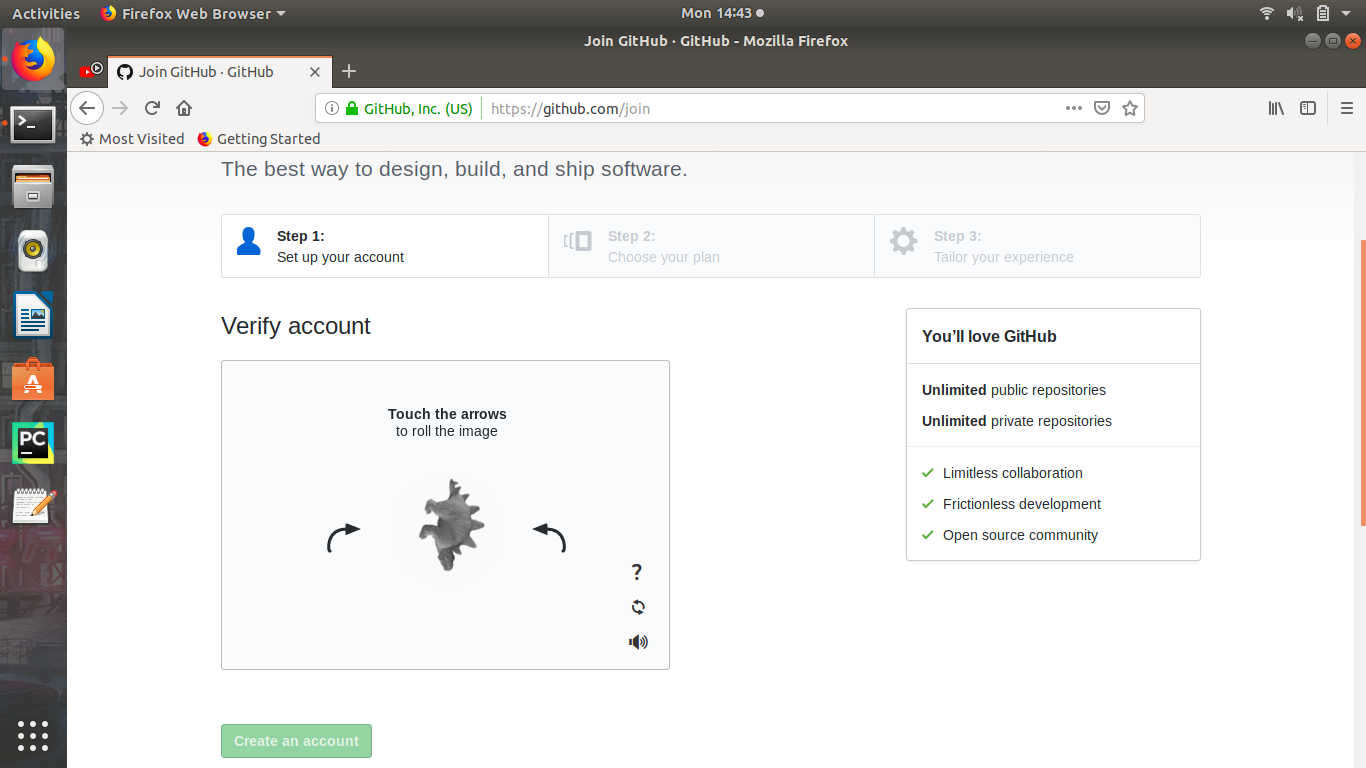 Activities
Firefox Web Browser
Mon 14:43
Join GitHub · GitHub - Mozilla Firefox
Join GitHub · GitHub
GitHub, Inc. (US)
https://github.com/join
Most Visited
Getting Started
The best way to design, build, and ship software.
Step 1:
Set up your account
Step 2:
Choose your plan
Step 3:
Tailor your experience
Verify account
Touch the arrows
to roll the image
?
Create an account
You’ll love GitHub
Unlimited public repositories
Unlimited private repositories
Limitless collaboration
Frictionless development
Open source community
PC